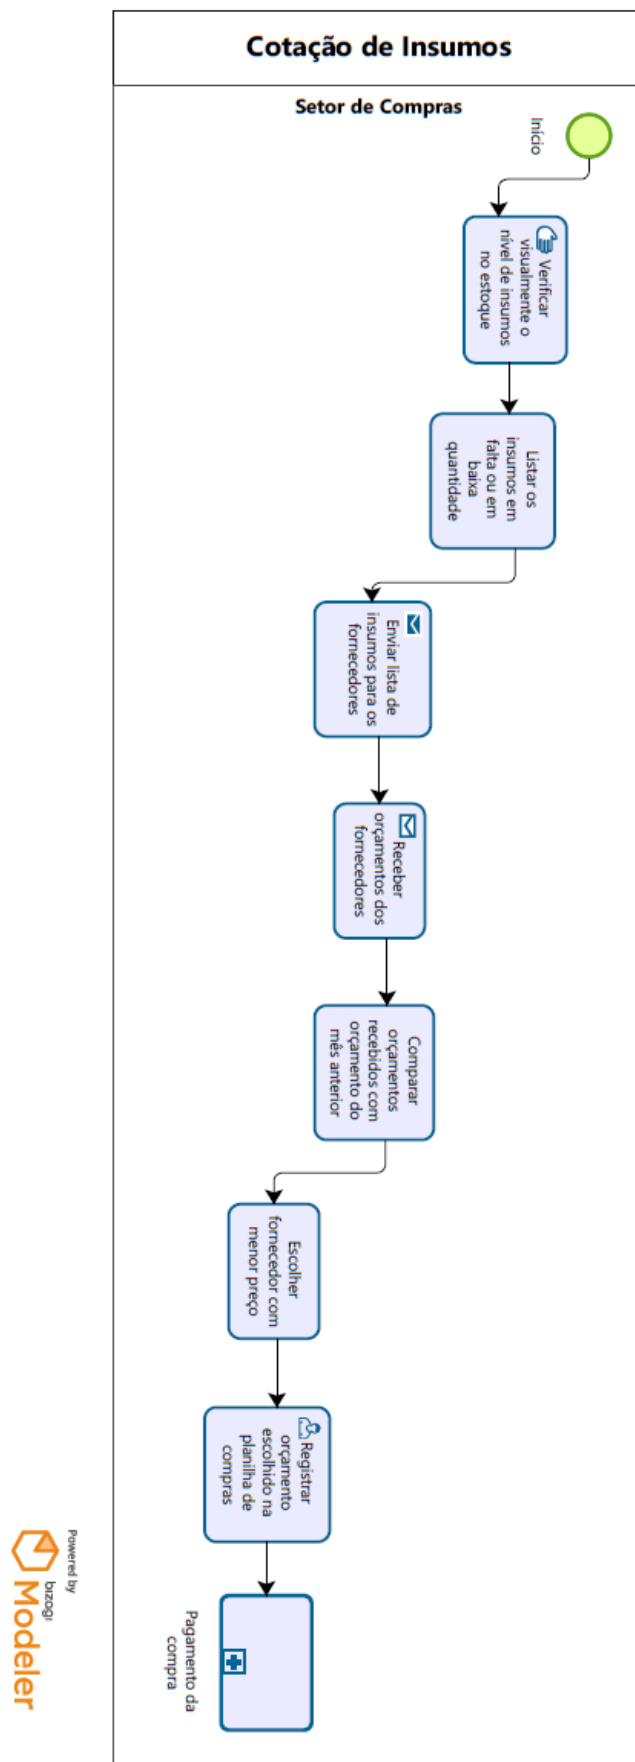 Cotação de Insumos
Setor de Compras
Início
Verificar
visualmente o
nível de insumos
no estoque
Listar os
insumos em
falta ou em
baixa
quantidade
Enviar lista de
insumos para os
fornecedores
Receber
orçamentos dos
fornecedores
Comparar
orçamentos
recebidos com
orçamento do
mês anterior
Escolher
fornecedor com
menor preço
Registrar
orçamento
escolhido na
planilha de
compras
Pagamento da
compra
Powered by
bizagi
Modeler